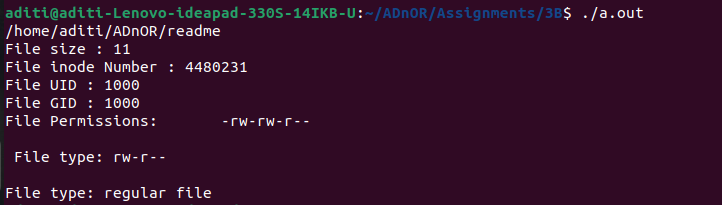 aditi@aditi-Lenovo-ideapad-330S-14IKB-U:~/ADnOR/Assignments/3B$ ./a.out
/home/aditi/ADnOR/readme
File size : 11
File inode Number : 4480231
File UID : 1000
File GID : 1000
File Permissions:       -rw-rw-r--
File type: rw-r--
File type: regular file